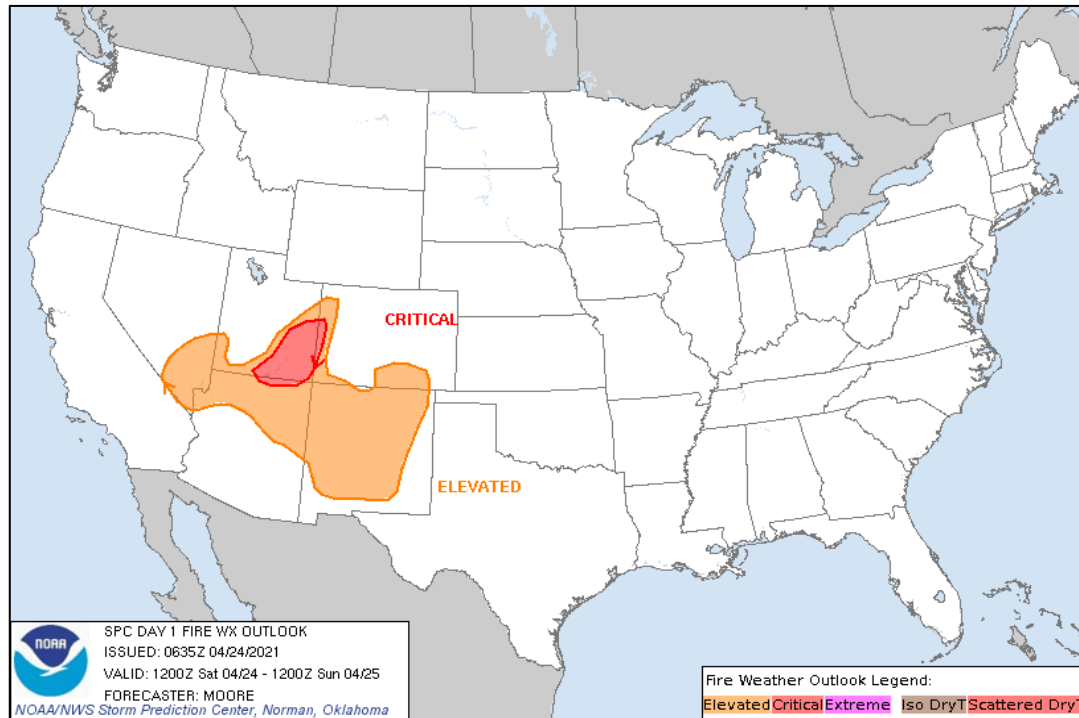 CRITICAL
ELEVATED
NOAA
SPC DAY 1 FIRE WX OUTLOOK
ISSUED: 0635Z 04/24/2021
VALID: 1200Z Sat 04/24 - 1200Z Sun 04/25
FORECASTER: MOORE
NOAA/NWS Storm Prediction Center, Norman, Oklahoma
Fire Weather Outlook Legend:
Elevated Critical Extreme Iso DryT Scattered DryT